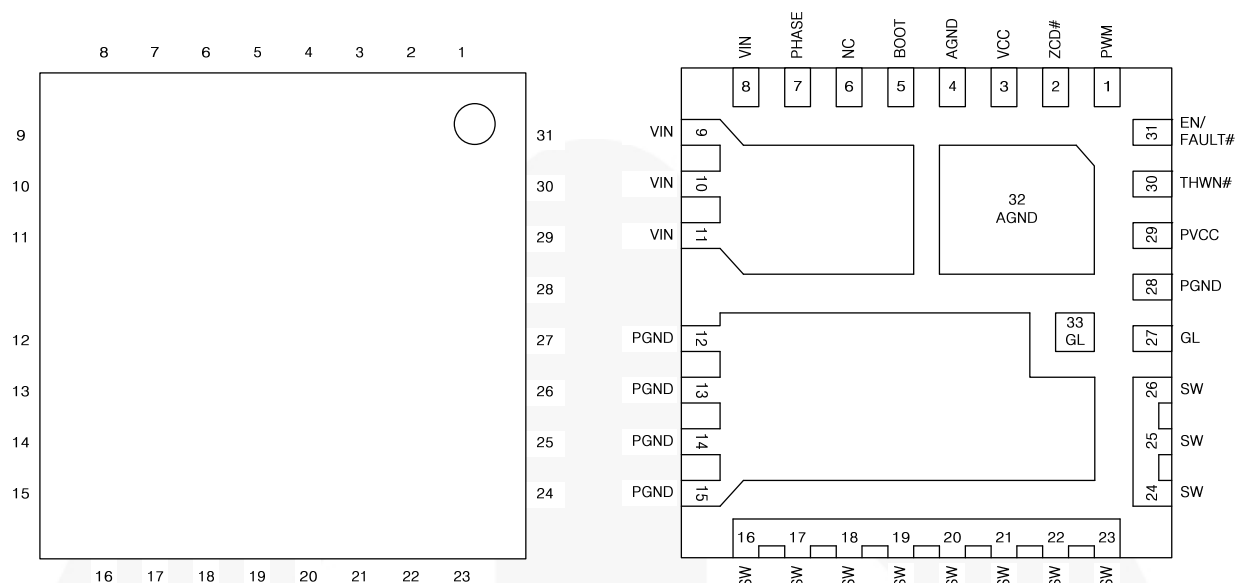 8 7 6 5 4 3 2 1
9
10
11
12
13
14
15
31
30
29
28
27
26
25
24
16 17 18 19 20 21 22 23
VIN PHASE NC BOOT AGND VCC ZCD# PWM
8 7 6 5 4 3 2 1
VIN 9
VIN 10
VIN 11
PGND 12
PGND 13
PGND 14
PGND 15
32
AGND
33
GL
31 EN/
FAULT#
30 THWN#
29 PVCC
28 PGND
27 GL
26 SW
25 SW
24 SW
16 17 18 19 20 21 22 23
SW SW SW SW SW SW SW SW